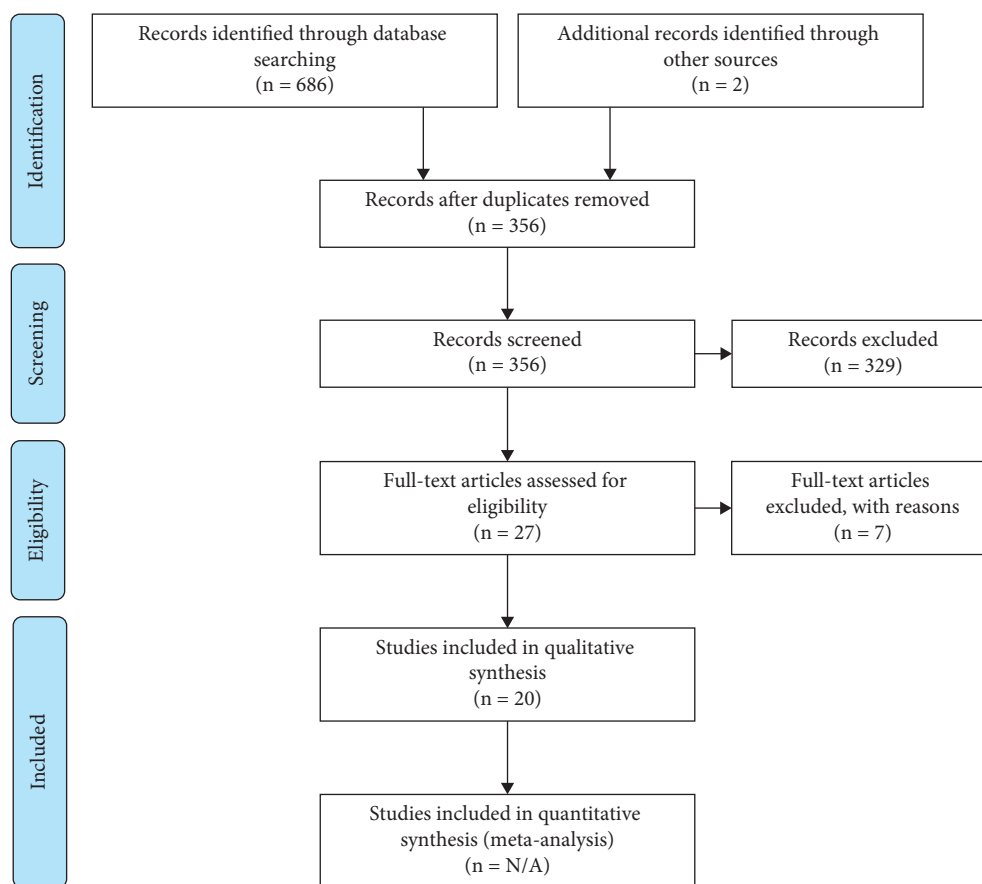 Identification
Records identified through database
searching
(n = 686)
Additional records identified through
other sources
(n = 2)
Records after duplicates removed
(n = 356)
Screening
Records screened
(n = 356)
Records excluded
(n = 329)
Eligibility
Full-text articles assessed for
eligibility
(n = 27)
Full-text articles
excluded, with reasons
(n = 7)
Included
Studies included in qualitative
synthesis
(n = 20)
Studies included in quantitative
synthesis (meta-analysis)
(n = N/A)